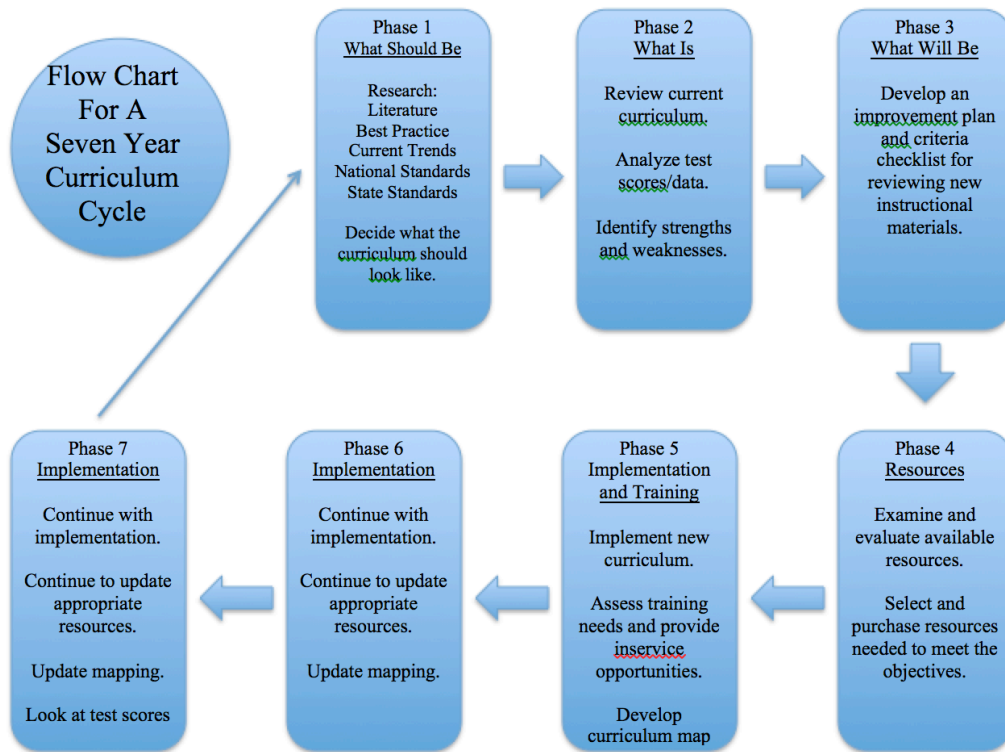 Flow Chart
For A
Seven Year
Curriculum
Cycle
Phase 1
What Should Be
Research:
Literature
Best Practice
Current Trends
National Standards
State Standards
Decide what the
curriculum should
look like.
Phase 2
What Is
Review current
curriculum.
Analyze test
scores/data.
Identify strengths
and weaknesses.
Phase 3
What Will Be
Develop an
improvement plan
and criteria
checklist for
reviewing new
instructional
materials.
Phase 4
Resources
Examine and
evaluate available
resources.
Select and
purchase resources
needed to meet the
objectives.
Phase 5
Implementation
and Training
Implement new
curriculum.
Assess training
needs and provide
inservice
opportunities.
Develop
curriculum map
Phase 6
Implementation
Continue with
implementation.
Continue to update
appropriate
resources.
Update mapping.
Phase 7
Implementation
Continue with
implementation.
Continue to update
appropriate
resources.
Update mapping.
Look at test scores